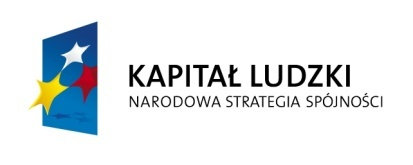 KAPITAŁ LUDZKI
NARODOWA STRATEGIA SPÓJNOŚCI